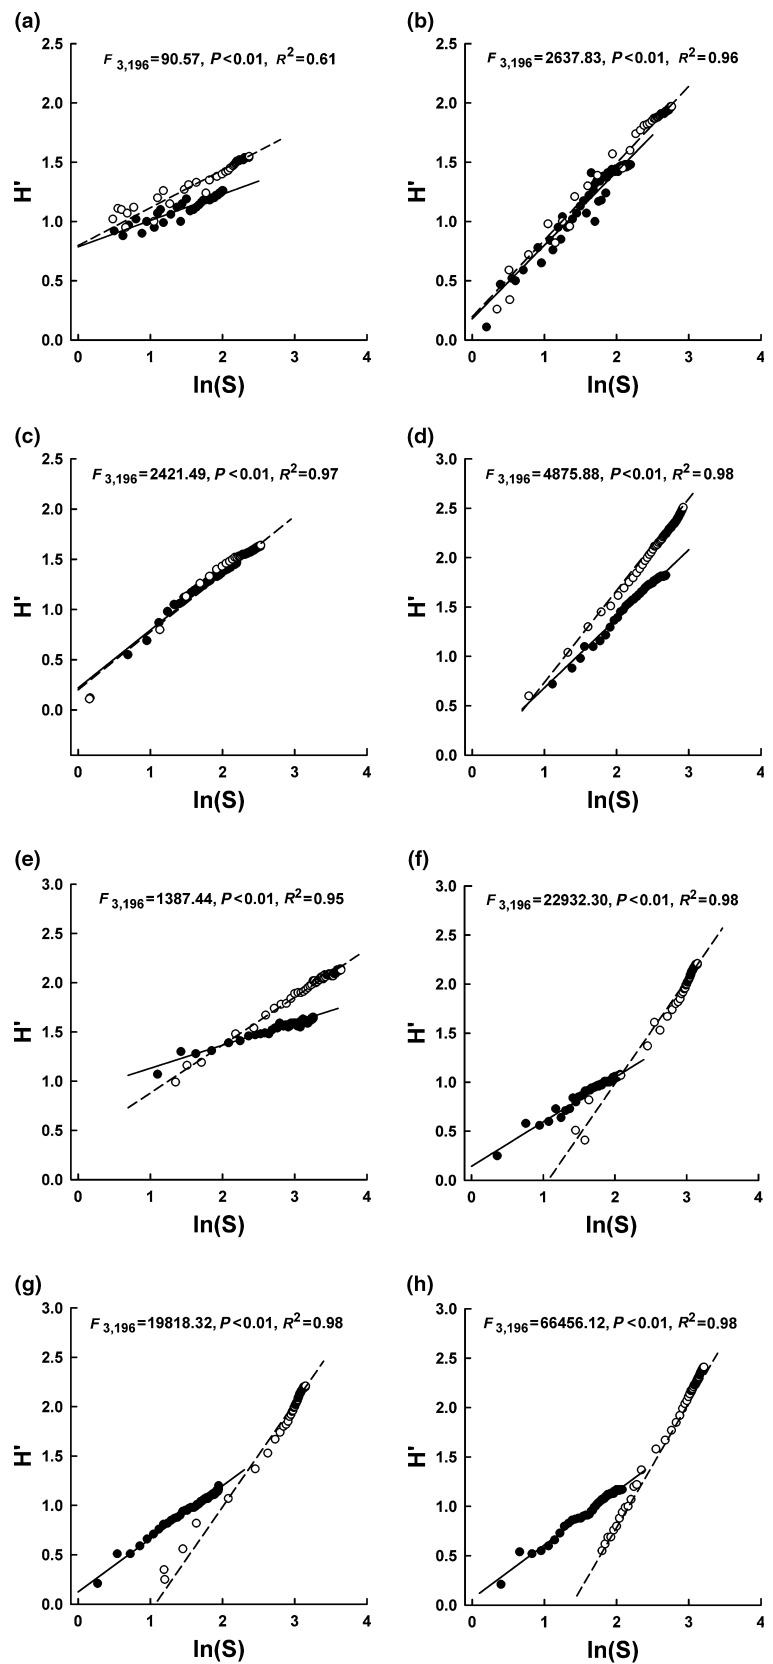 (a)
F 3,196=90.57, P<0.01, R2=0.61
2.5
2.0
1.5
1.0
0.5
0.0
H'
0 1 2 3 4
ln(S)
(b)
F 3,196=2637.83, P<0.01, R2=0.96
2.5
2.0
1.5
1.0
0.5
0.0
H'
0 1 2 3 4
ln(S)
(c)
F 3,196=2421.49, P<0.01, R2=0.97
2.5
2.0
1.5
1.0
0.5
0.0
H'
0 1 2 3 4
ln(S)
(d)
F 3,196=4875.88, P<0.01, R2=0.98
3.0
2.5
2.0
1.5
1.0
0.5
0.0
H'
0 1 2 3 4
ln(S)
(e)
F 3,196=1387.44, P<0.01, R2=0.95
3.0
2.5
2.0
1.5
1.0
0.5
0.0
H'
0 1 2 3 4
ln(S)
(f)
F 3,196=22932.30, P<0.01, R2=0.98
3.0
2.5
2.0
1.5
1.0
0.5
0.0
H'
0 1 2 3 4
ln(S)
(g)
F 3,196=19818.32, P<0.01, R2=0.98
3.0
2.5
2.0
1.5
1.0
0.5
0.0
H'
0 1 2 3 4
ln(S)
(h)
F 3,196=66456.12, P<0.01, R2=0.98
3.0
2.5
2.0
1.5
1.0
0.5
0.0
H'
0 1 2 3 4
ln(S)